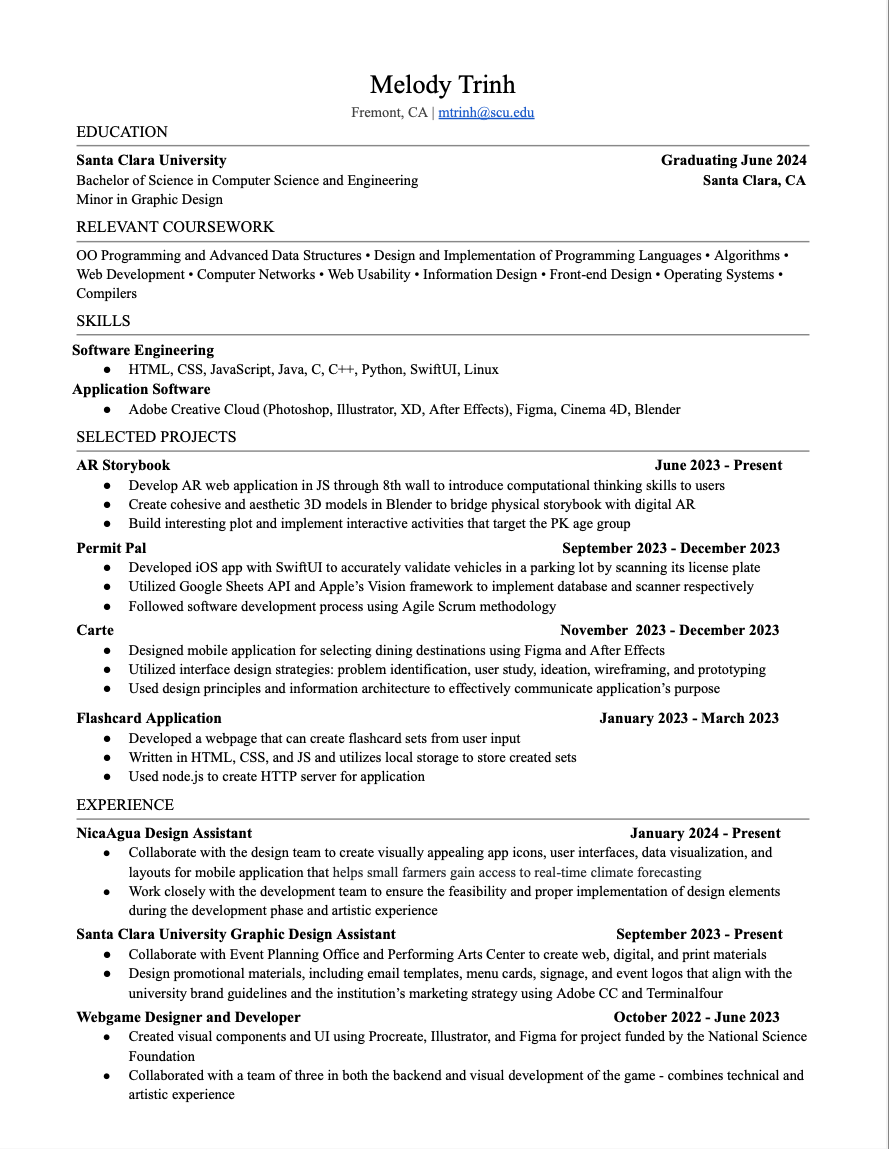 Melody Trinh
Fremont, CA | mtrinh@scu.edu
EDUCATION
Santa Clara University Graduating June 2024
Bachelor of Science in Computer Science and Engineering Santa Clara, CA
Minor in Graphic Design
RELEVANT COURSEWORK
OO Programming and Advanced Data Structures • Design and Implementation of Programming Languages • Algorithms •
Web Development • Computer Networks • Web Usability • Information Design • Front-end Design • Operating Systems •
Compilers
SKILLS
Software Engineering
● HTML, CSS, JavaScript, Java, C, C++, Python, SwiftUI, Linux
Application Software
● Adobe Creative Cloud (Photoshop, Illustrator, XD, After Effects), Figma, Cinema 4D, Blender
SELECTED PROJECTS
AR Storybook June 2023 - Present
● Develop AR web application in JS through 8th wall to introduce computational thinking skills to users
● Create cohesive and aesthetic 3D models in Blender to bridge physical storybook with digital AR
● Build interesting plot and implement interactive activities that target the PK age group
Permit Pal September 2023 - December 2023
● Developed iOS app with SwiftUI to accurately validate vehicles in a parking lot by scanning its license plate
● Utilized Google Sheets API and Apple’s Vision framework to implement database and scanner respectively
● Followed software development process using Agile Scrum methodology
Carte November 2023 - December 2023
● Designed mobile application for selecting dining destinations using Figma and After Effects
● Utilized interface design strategies: problem identification, user study, ideation, wireframing, and prototyping
● Used design principles and information architecture to effectively communicate application’s purpose
Flashcard Application January 2023 - March 2023
● Developed a webpage that can create flashcard sets from user input
● Written in HTML, CSS, and JS and utilizes local storage to store created sets
● Used node.js to create HTTP server for application
EXPERIENCE
NicaAgua Design Assistant January 2024 - Present
● Collaborate with the design team to create visually appealing app icons, user interfaces, data visualization, and
layouts for mobile application that helps small farmers gain access to real-time climate forecasting
● Work closely with the development team to ensure the feasibility and proper implementation of design elements
during the development phase and artistic experience
Santa Clara University Graphic Design Assistant September 2023 - Present
● Collaborate with Event Planning Office and Performing Arts Center to create web, digital, and print materials
● Design promotional materials, including email templates, menu cards, signage, and event logos that align with the
university brand guidelines and the institution’s marketing strategy using Adobe CC and Terminalfour
Webgame Designer and Developer October 2022 - June 2023
● Created visual components and UI using Procreate, Illustrator, and Figma for project funded by the National Science
Foundation
● Collaborated with a team of three in both the backend and visual development of the game - combines technical and
artistic experience